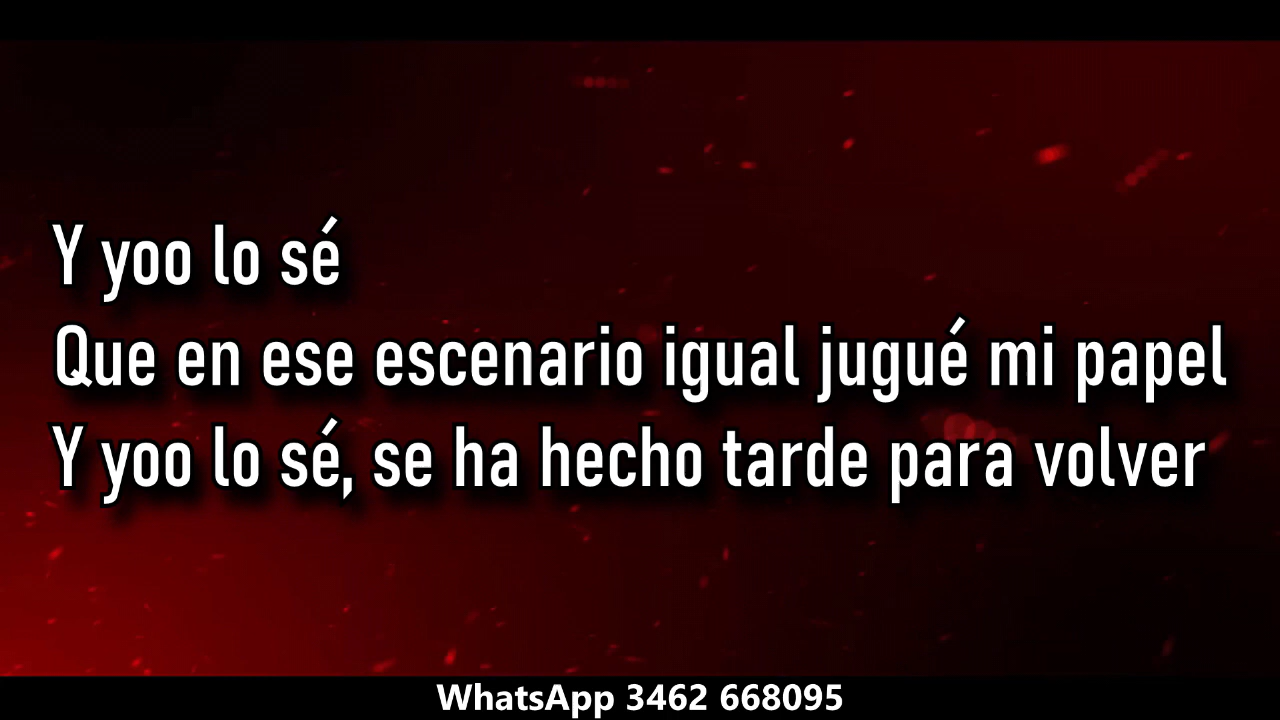 Y yoo lo sé
Que en ese escenario igual jugué mi papel
Y yoo lo sé, se ha hecho tarde para volver
WhatsApp 3462 668095